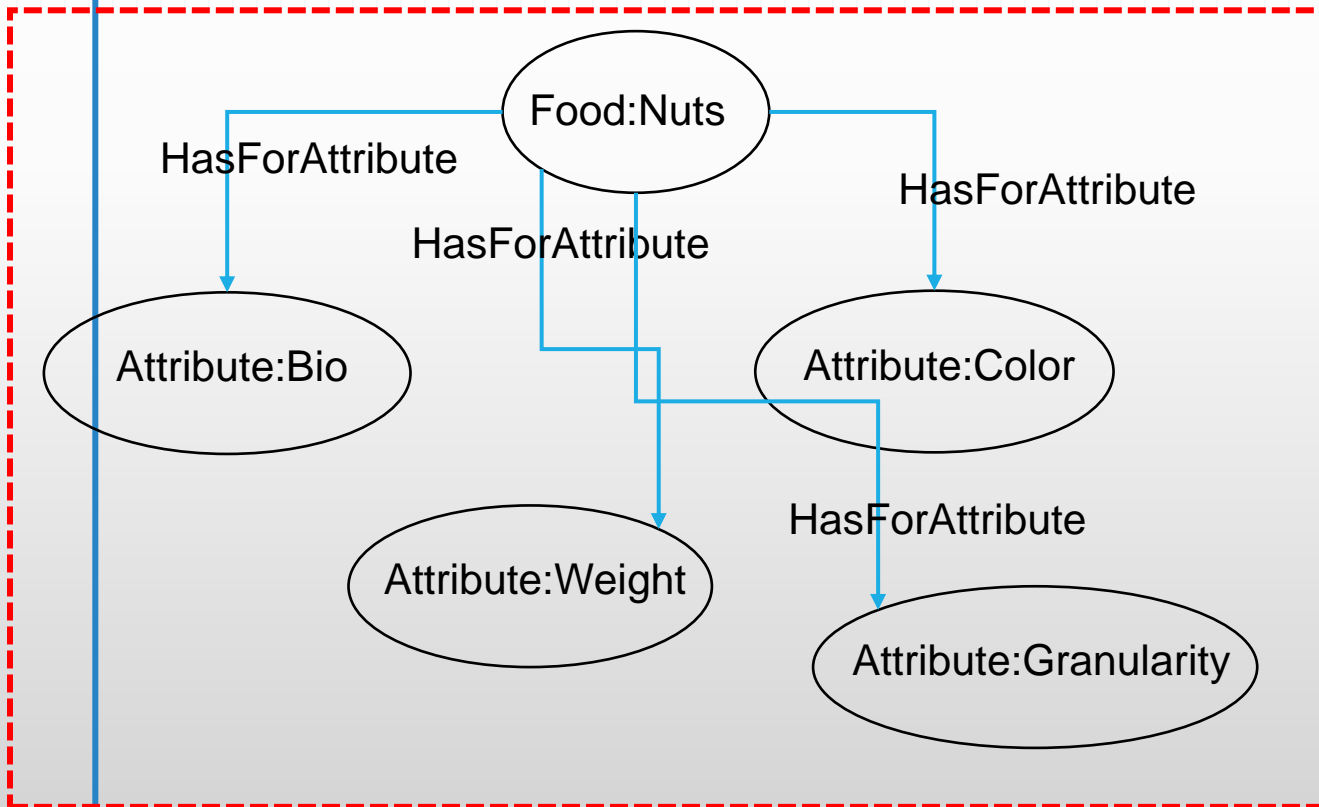 Food:Nuts
HasForAttribute
HasForAttribute
HasForAttribute
Attribute:Bio
Attribute:Color
HasForAttribute
Attribute:Weight
Attribute:Granularity